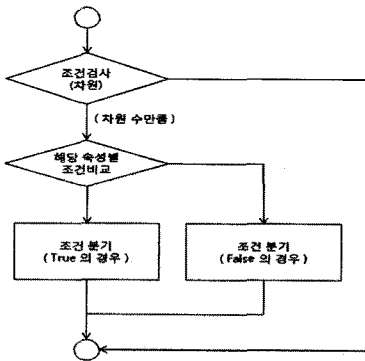 조건검사
(차원)
( 차원 수만큼 )
해당 속성별
조건비교
조건 분기
( True 의 경우 )
조건 분기
( False 의 경우 )